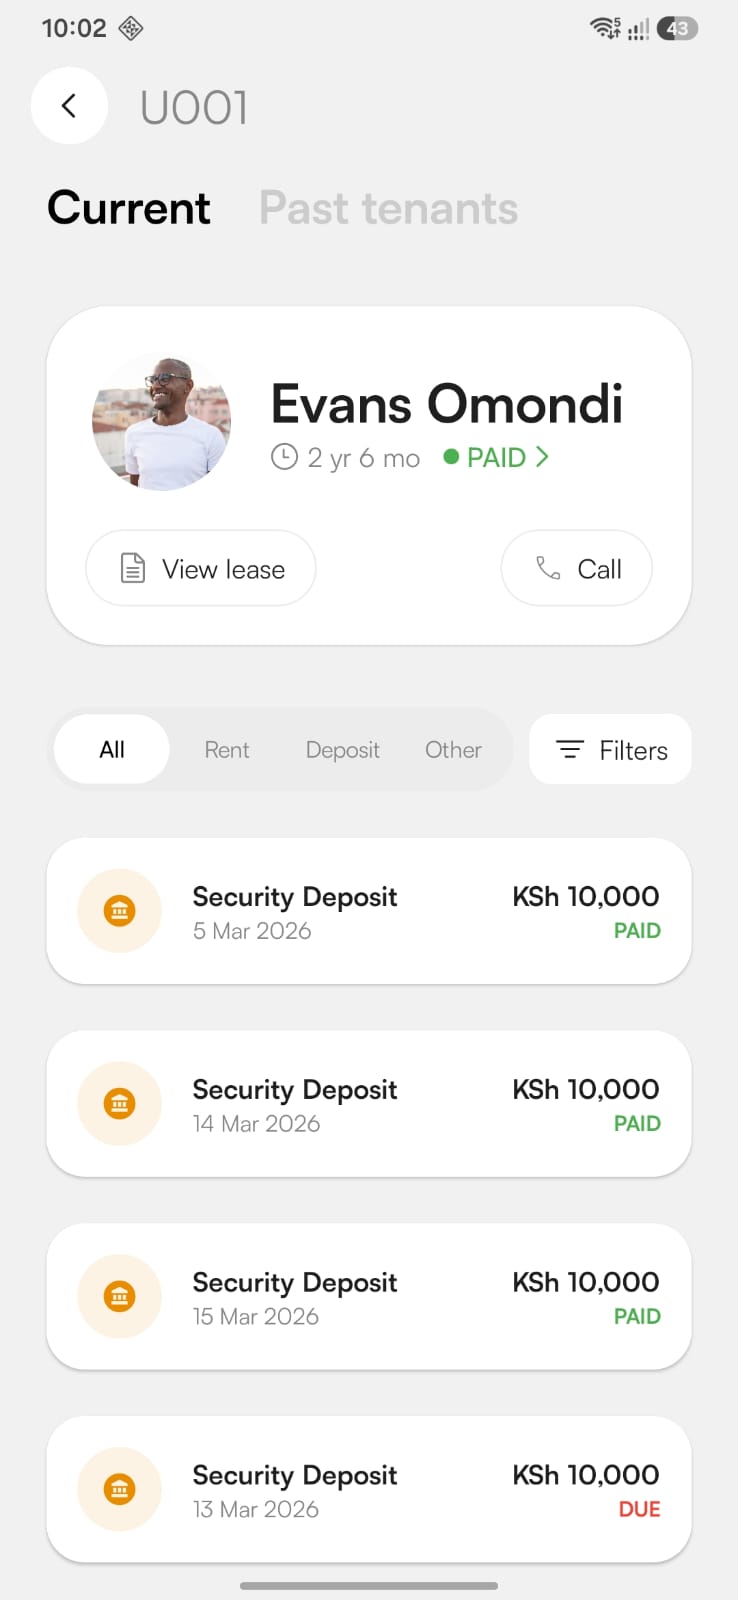 10:02
5
43
U001
Current Past tenants
Evans Omondi
2 yr 6 mo PAID
View lease Call
All Rent Deposit Other Filters
Security Deposit KSh 10,000
5 Mar 2026 PAID
Security Deposit KSh 10,000
14 Mar 2026 PAID
Security Deposit KSh 10,000
15 Mar 2026 PAID
Security Deposit KSh 10,000
13 Mar 2026 DUE